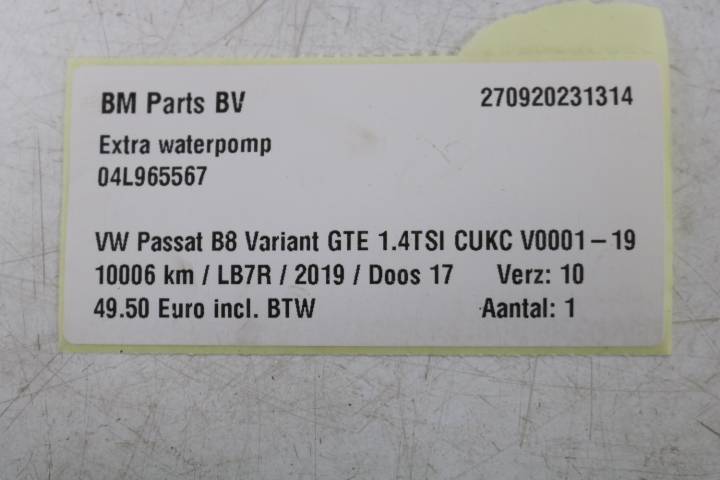 BM Parts BV 270920231314
Extra waterpomp
04L965567
VW Passat B8 Variant GTE 1.4TSI CUKC V0001-19
10006 km / LB7R / 2019 / Doos 17 Verz: 10
49.50 Euro incl. BTW Aantal: 1